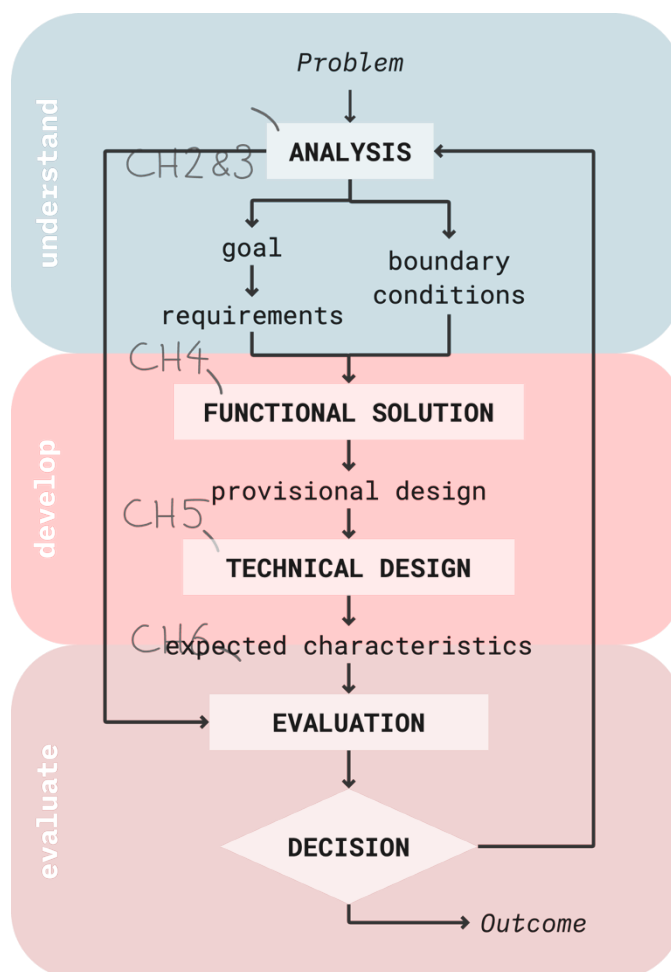 Problem
understand
ANALYSIS
CH2&3
goal
boundary
conditions
requirements
CH4
FUNCTIONAL SOLUTION
develop
provisional design
CH5
TECHNICAL DESIGN
CH6
expected characteristics
EVALUATION
evaluate
DECISION
Outcome